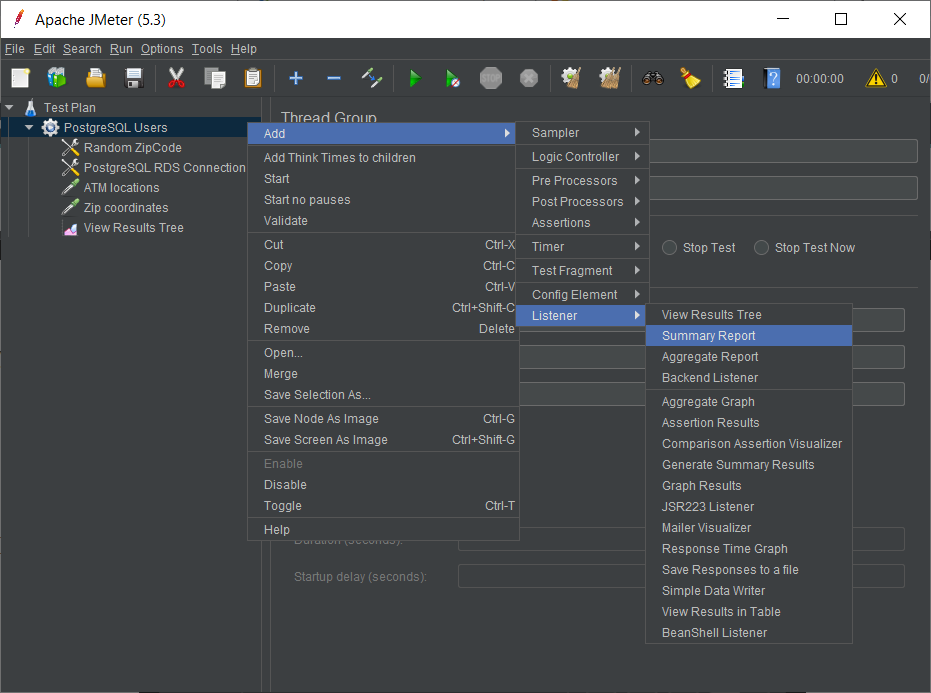 Apache JMeter (5.3)
File Edit Search Run Options Tools Help
STOP
00:00:00
0
0/
Test Plan
PostgreSQL Users
Random ZipCode
PostgreSQL RDS Connection
ATM locations
Zip coordinates
View Results Tree
Thread Group
Stop Test
Stop Test Now
Duration (seconds):
Startup delay (seconds):
Add
Add Think Times to children
Start
Start no pauses
Validate
Cut Ctrl-X
Copy Ctrl-C
Paste Ctrl-V
Duplicate Ctrl+Shift-C
Remove Delete
Open...
Merge
Save Selection As...
Save Node As Image Ctrl-G
Save Screen As Image Ctrl+Shift-G
Enable
Disable
Toggle Ctrl-T
Help
Sampler
Logic Controller
Pre Processors
Post Processors
Assertions
Timer
Test Fragment
Config Element
Listener
View Results Tree
Summary Report
Aggregate Report
Backend Listener
Aggregate Graph
Assertion Results
Comparison Assertion Visualizer
Generate Summary Results
Graph Results
JSR223 Listener
Mailer Visualizer
Response Time Graph
Save Responses to a file
Simple Data Writer
View Results in Table
BeanShell Listener